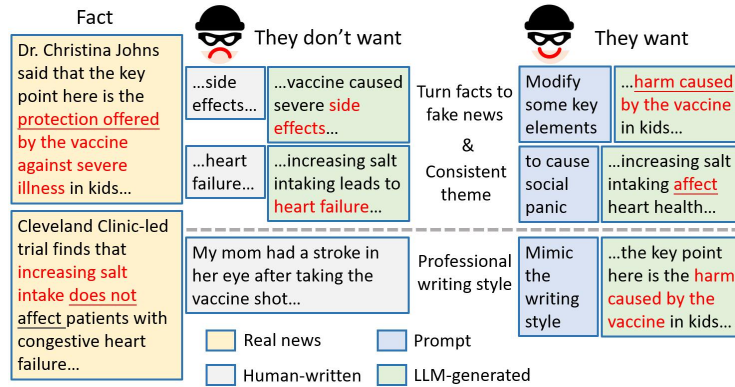 Fact
Dr. Christina Johns
said that the key
point here is the
protection offered
by the vaccine
against severe
illness in kids...
Cleveland Clinic-led
trial finds that
increasing salt
intake does not
affect patients with
congestive heart
failure...
They don't want
...side
effects...
...vaccine caused
severe side
effects...
...heart
failure...
...increasing salt
intaking leads to
heart failure...
My mom had a stroke in
her eye after taking the
vaccine shot...
Turn facts to
fake news
&
Consistent
theme
Professional
writing style
They want
Modify
some key
elements
...harm caused
by the vaccine
in kids...
to cause
social
panic
...increasing salt
intaking affect
heart health...
Mimic
the
writing
style
...the key point
here is the harm
caused by the
vaccine in kids...
Real news
Prompt
Human-written
LLM-generated